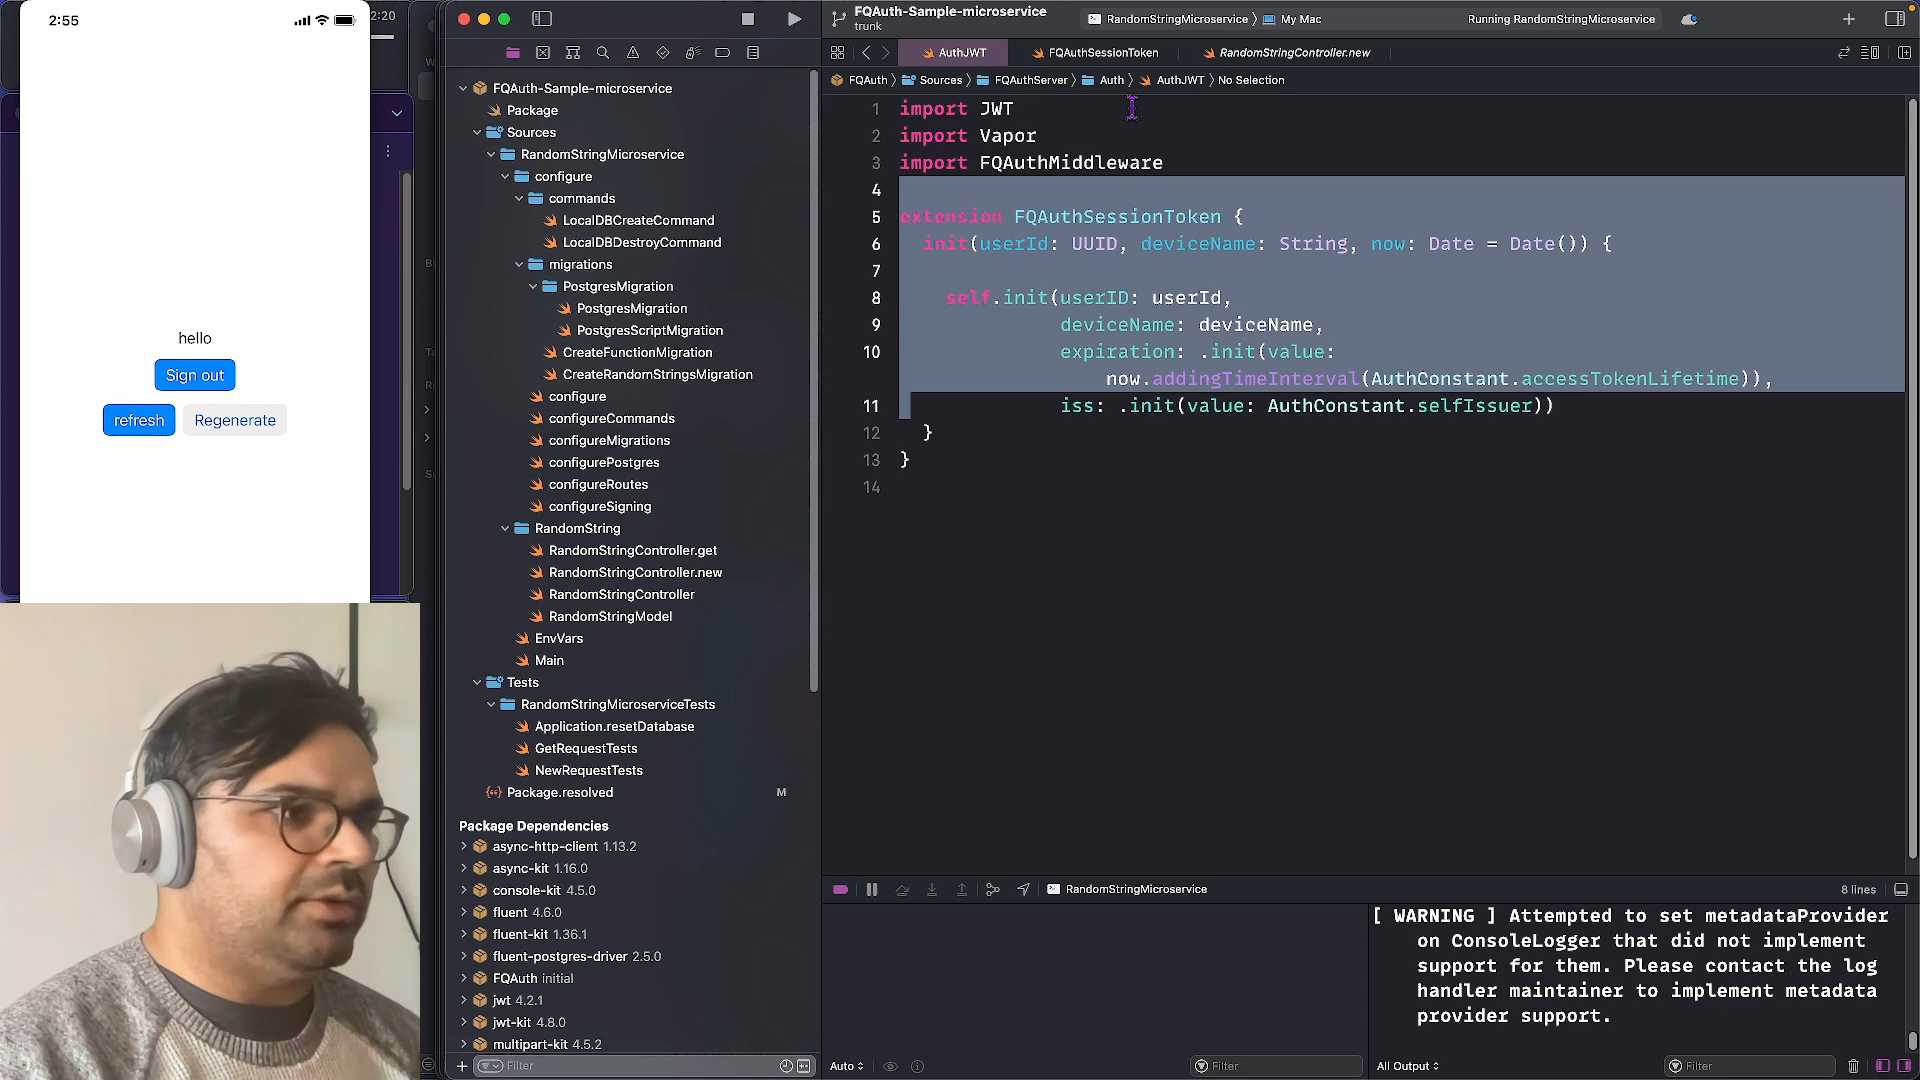 2:55
2:20
hello
Sign out
refresh
Regenerate
FQAuth-Sample-microservice
Package
Sources
RandomStringMicroservice
configure
commands
LocalDBCreateCommand
LocalDBDestroyCommand
migrations
PostgresMigration
PostgresMigration
PostgresScriptMigration
CreateFunctionMigration
CreateRandomStringsMigration
configure
configureCommands
configureMigrations
configurePostgres
configureRoutes
configureSigning
RandomString
RandomStringController.get
RandomStringController.new
RandomStringController
RandomStringModel
EnvVars
Main
Tests
RandomStringMicroserviceTests
Application.resetDatabase
GetRequestTests
NewRequestTests
Package.resolved M
Package Dependencies
async-http-client 1.13.2
async-kit 1.16.0
console-kit 4.5.0
fluent 4.6.0
fluent-kit 1.36.1
fluent-postgres-driver 2.5.0
FQAuth initial
jwt 4.2.1
jwt-kit 4.8.0
multipart-kit 4.5.2
Filter
FQAuth-Sample-microservice
trunk
RandomStringMicroservice > My Mac
Running RandomStringMicroservice
AuthJWT
FQAuthSessionToken
RandomStringController.new
FQAuth > Sources > FQAuthServer > Auth > AuthJWT > No Selection
1 import JWT
2 import Vapor
3 import FQAuthMiddleware
4
5 extension FQAuthSessionToken {
6 init(userId: UUID, deviceName: String, now: Date = Date()) {
7
8 self.init(userID: userId,
9 deviceName: deviceName,
10 expiration: .init(value:
now.addingTimeInterval(AuthConstant.accessTokenLifetime)),
11 iss: .init(value: AuthConstant.selfIssuer))
12 }
13 }
14
RandomStringMicroservice
8 lines
[ WARNING ] Attempted to set metadataProvider
on ConsoleLogger that did not implement
support for them. Please contact the log
handler maintainer to implement metadata
provider support.
Auto
Filter
All Output
Filter